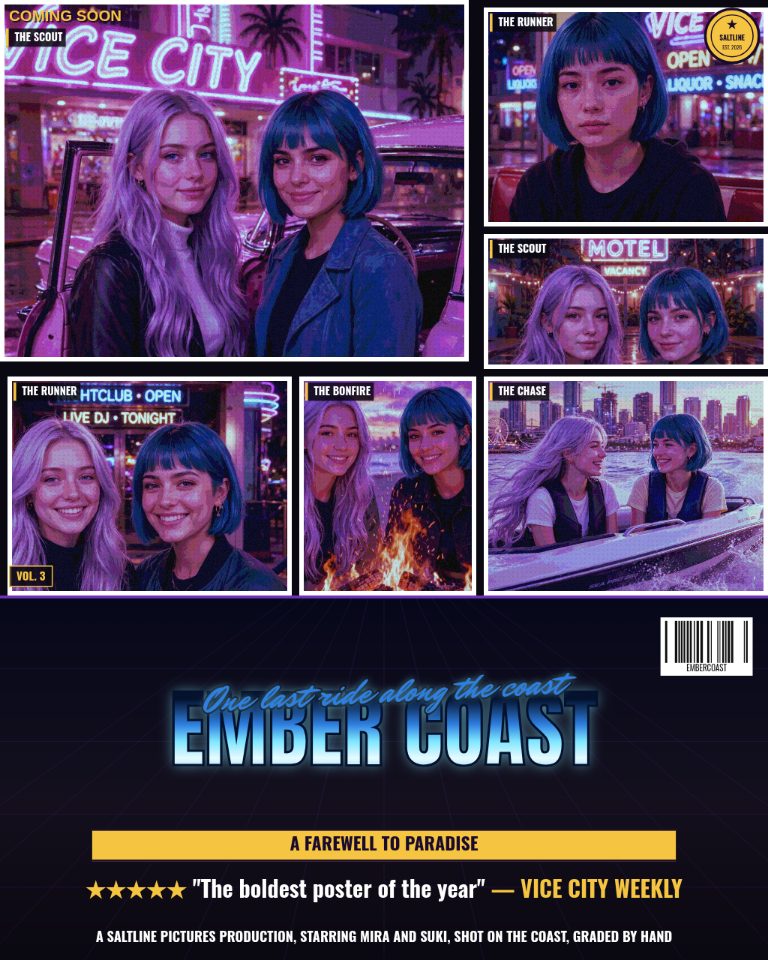 COMING SOON
THE SCOUT
VICE CITY
THE RUNNER
VICE
OPEN
OPEN
LIQUOR • SNAC
★
SALTLINE
EST. 2026
THE SCOUT
MOTEL
VACANCY
THE RUNNER
HTCLUB • OPEN
LIVE DJ • TONIGHT
VOL. 3
THE BONFIRE
THE CHASE
EMBERCOAST
One last ride along the coast
EMBER COAST
A FAREWELL TO PARADISE
★★★★★ "The boldest poster of the year" — VICE CITY WEEKLY
A SALTLINE PICTURES PRODUCTION, STARRING MIRA AND SUKI, SHOT ON THE COAST, GRADED BY HAND